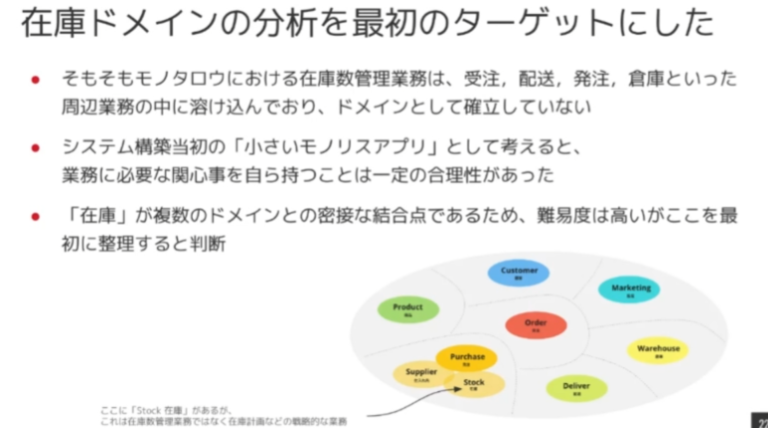 在庫ドメインの分析を最初のターゲットにした
そもそもモノタロウにおける在庫数管理業務は、受注，配送，発注，倉庫といった
周辺業務の中に溶け込んでおり、ドメインとして確立していない
システム構築当初の「小さいモノリスアプリ」として考えると、
業務に必要な関心事を自ら持つことは一定の合理性があった
「在庫」が複数のドメインとの密接な結合点であるため、難易度は高いがここを最
初に整理すると判断
Customer
Marketing
Product
Order
Warehouse
Purchase
Supplier
Stock
Deliver
ここに「Stock 在庫」があるが、
これは在庫数管理業務ではなく在庫計画などの戦略的な業務